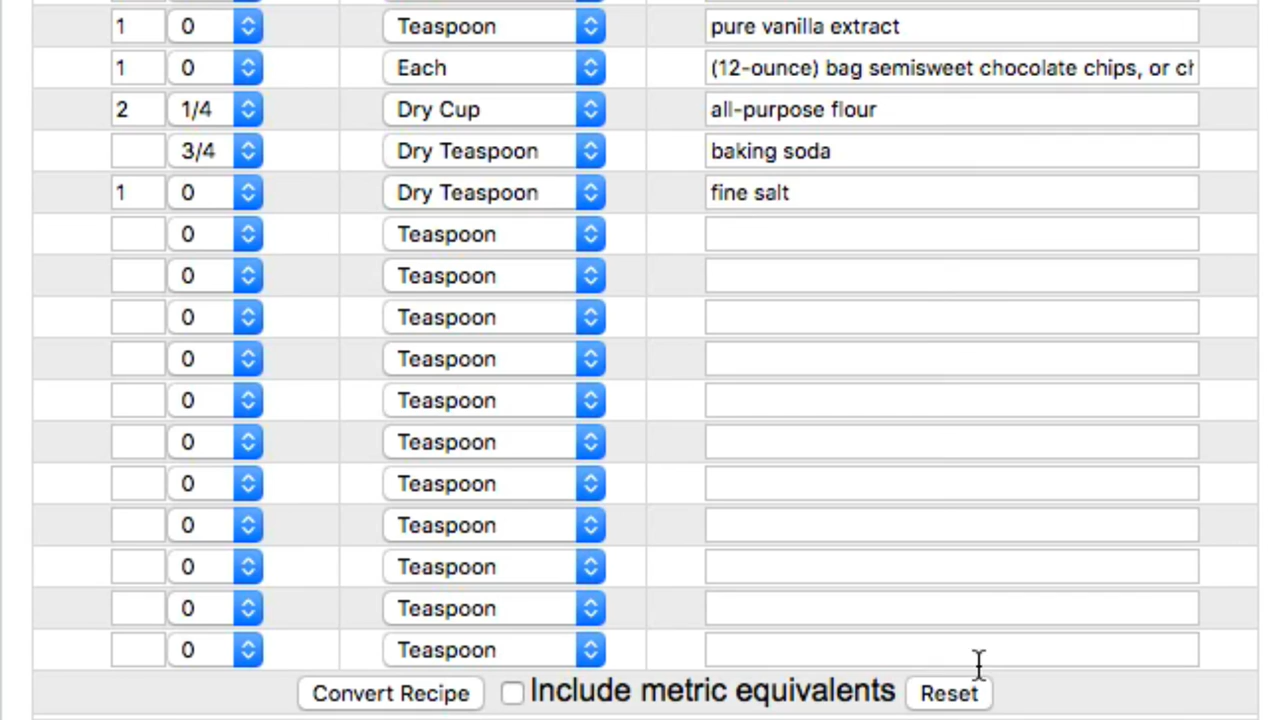 1 0 Teaspoon pure vanilla extract
1 0 Each (12-ounce) bag semisweet chocolate chips, or ch
2 1/4 Dry Cup all-purpose flour
3/4 Dry Teaspoon baking soda
1 0 Dry Teaspoon fine salt
0 Teaspoon
0 Teaspoon
0 Teaspoon
0 Teaspoon
0 Teaspoon
0 Teaspoon
0 Teaspoon
0 Teaspoon
0 Teaspoon
0 Teaspoon
0 Teaspoon
Convert Recipe Include metric equivalents Reset